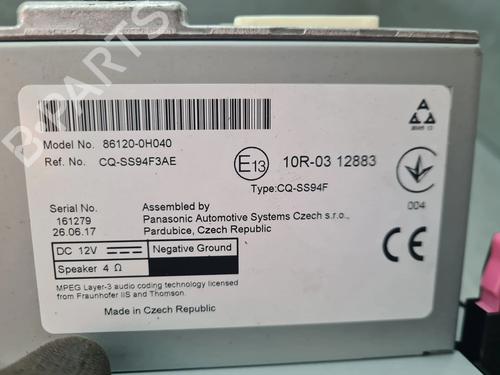 B-PARTS
Model No. 86120-0H040
Ref. No. CQ-SS94F3AE
E13
10R-03 12883
Type:CQ-SS94F
004
Serial No.
161279
26.06.17
Assembled by
Panasonic Automotive Systems Czech s.r.o.,
Pardubice, Czech Republic
DC 12V
Negative Ground
Speaker 4 Ω
CE
MPEG Layer-3 audio coding technology licensed
from Fraunhofer IIS and Thomson.
Made in Czech Republic